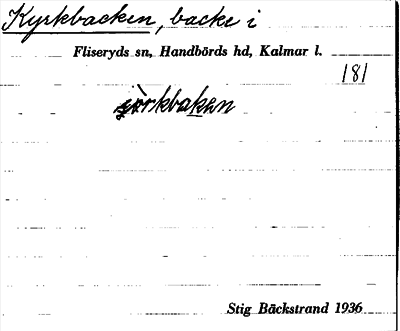 Kyrkbacken, backe i
Fliseryds sn, Handbörds hd, Kalmar l.
181
Stig Bäckstrand 1936